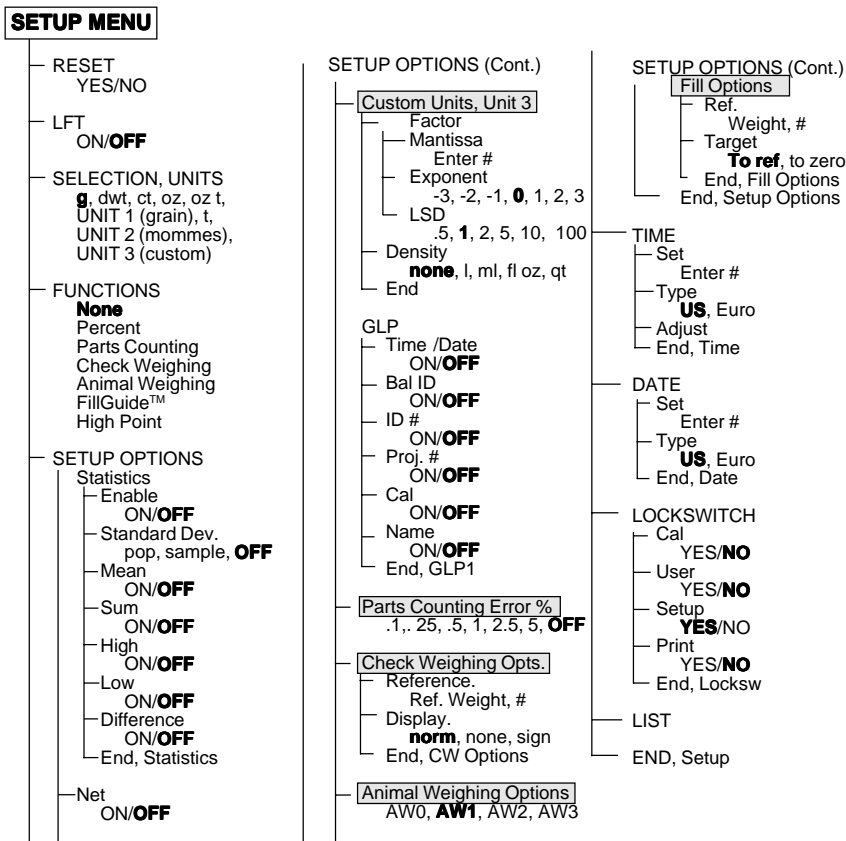 SETUP MENU
RESET
YES/NO
LFT
ON/OFF
SELECTION, UNITS
g, dwt, ct, oz, oz t,
UNIT 1 (grain), t,
UNIT 2 (mommes),
UNIT 3 (custom)
FUNCTIONS
None
Percent
Parts Counting
Check Weighing
Animal Weighing
FillGuide™
High Point
SETUP OPTIONS
Statistics
Enable
ON/OFF
Standard Dev.
pop, sample, OFF
Mean
ON/OFF
Sum
ON/OFF
High
ON/OFF
Low
ON/OFF
Difference
ON/OFF
End, Statistics
Net
ON/OFF
SETUP OPTIONS (Cont.)
Custom Units, Unit 3
Factor
Mantissa
Enter #
Exponent
-3, -2, -1, 0, 1, 2, 3
LSD
.5, 1, 2, 5, 10, 100
Density
none, l, ml, fl oz, qt
End
GLP
Time /Date
ON/OFF
Bal ID
ON/OFF
ID #
ON/OFF
Proj. #
ON/OFF
Cal
ON/OFF
Name
ON/OFF
End, GLP1
Parts Counting Error %
.1,. 25, .5, 1, 2.5, 5, OFF
Check Weighing Opts.
Reference.
Ref. Weight, #
Display.
norm, none, sign
End, CW Options
Animal Weighing Options
AW0, AW1, AW2, AW3
SETUP OPTIONS (Cont.)
Fill Options
Ref.
Weight, #
Target
To ref, to zero
End, Fill Options
End, Setup Options
TIME
Set
Enter #
Type
US, Euro
Adjust
End, Time
DATE
Set
Enter #
Type
US, Euro
End, Date
LOCKSWITCH
Cal
YES/NO
User
YES/NO
Setup
YES/NO
Print
YES/NO
End, Locksw
LIST
END, Setup